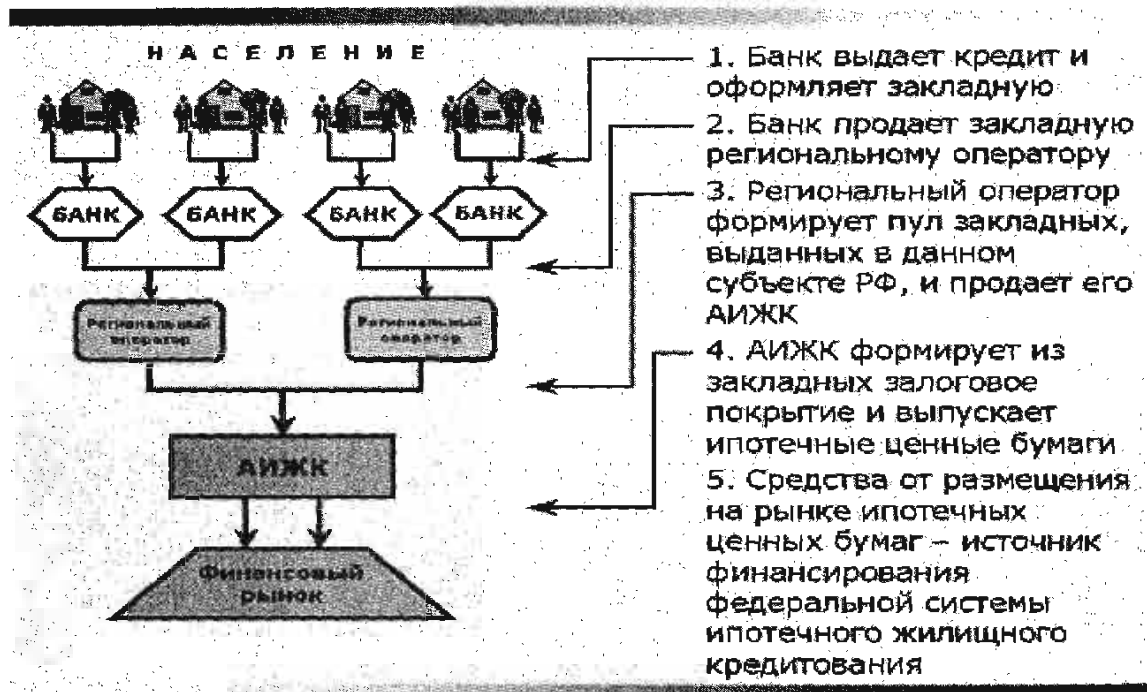 НАСЕЛЕНИЕ
БАНК БАНК БАНК БАНК
Региональный
оператор
Региональный
оператор
АИЖК
Финансовый
рынок
1. Банк выдает кредит и
оформляет закладную
2. Банк продает закладную
региональному оператору
3. Региональный оператор
формирует пул закладных,
выданных в данном
субъекте РФ, и продает его
АИЖК
4. АИЖК формирует из
закладных залоговое
покрытие и выпускает
ипотечные ценные бумаги
5. Средства от размещения
на рынке ипотечных
ценных бумаг – источник
финансирования
федеральной системы
ипотечного жилищного
кредитования